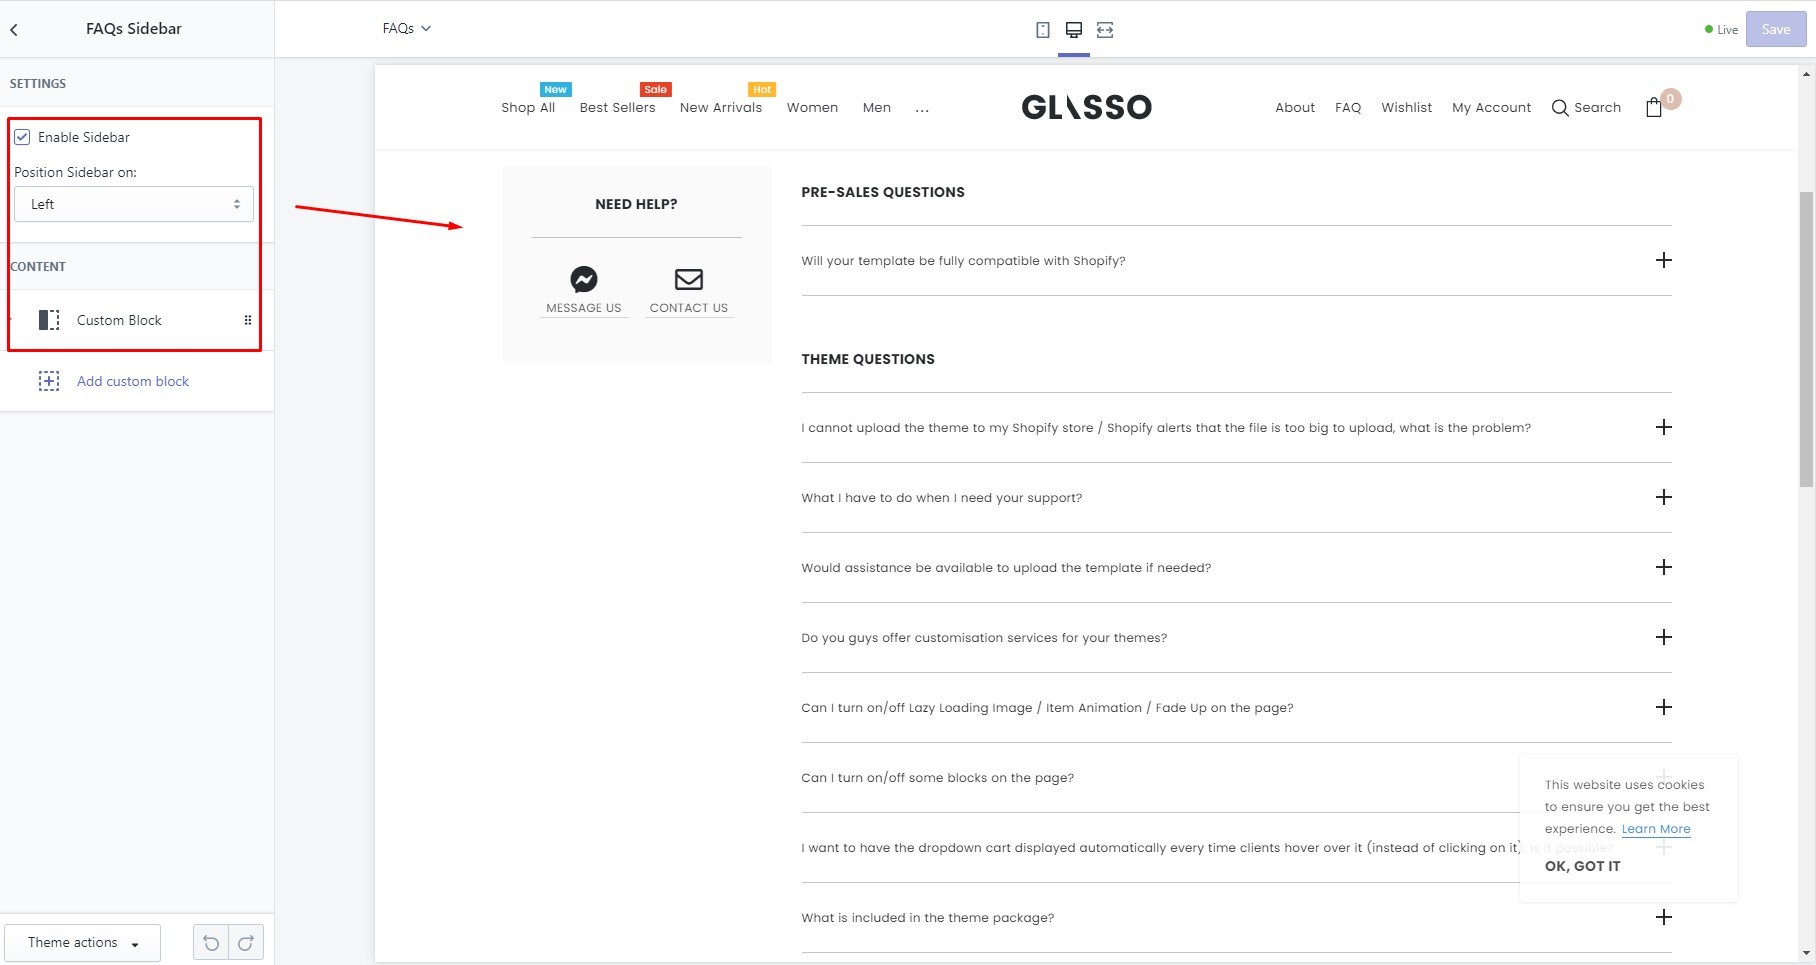 FAQs Sidebar
FAQs
Live
Save
SETTINGS
Enable Sidebar
Position Sidebar on:
Left
CONTENT
Custom Block
Add custom block
Theme actions
New
Sale
Hot
Shop All
Best Sellers
New Arrivals
Women
Men
...
GLASSO
About
FAQ
Wishlist
My Account
Search
0
NEED HELP?
MESSAGE US
CONTACT US
PRE-SALES QUESTIONS
Will your template be fully compatible with Shopify?
THEME QUESTIONS
I cannot upload the theme to my Shopify store / Shopify alerts that the file is too big to upload, what is the problem?
What I have to do when I need your support?
Would assistance be available to upload the template if needed?
Do you guys offer customisation services for your themes?
Can I turn on/off Lazy Loading Image / Item Animation / Fade Up on the page?
Can I turn on/off some blocks on the page?
I want to have the dropdown cart displayed automatically every time clients hover over it (instead of clicking on it), is it possible?
What is included in the theme package?
This website uses cookies
to ensure you get the best
experience. Learn More
OK, GOT IT